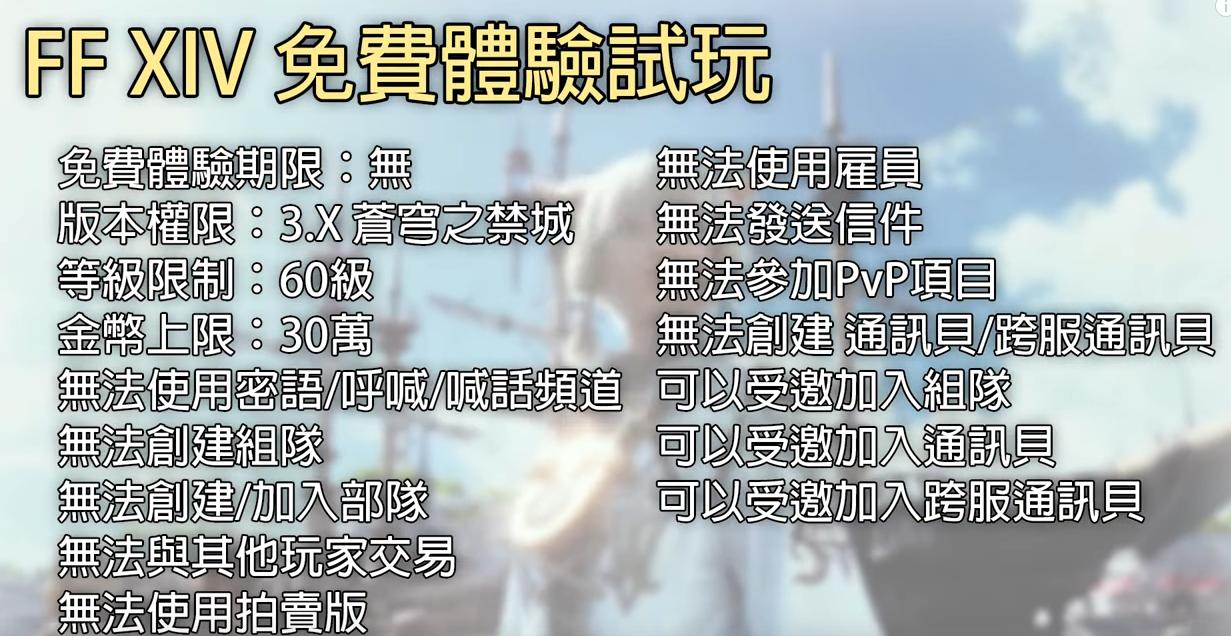 FF XIV 免費體驗試玩
免費體驗期限：無
版本權限：3.X 蒼穹之禁城
等級限制：60級
金幣上限：30萬
無法使用密語/呼喊/喊話頻道
無法創建組隊
無法創建/加入部隊
無法與其他玩家交易
無法使用拍賣版
無法使用雇員
無法發送信件
無法參加PvP項目
無法創建 通訊貝/跨服通訊貝
可以受邀加入組隊
可以受邀加入通訊貝
可以受邀加入跨服通訊貝